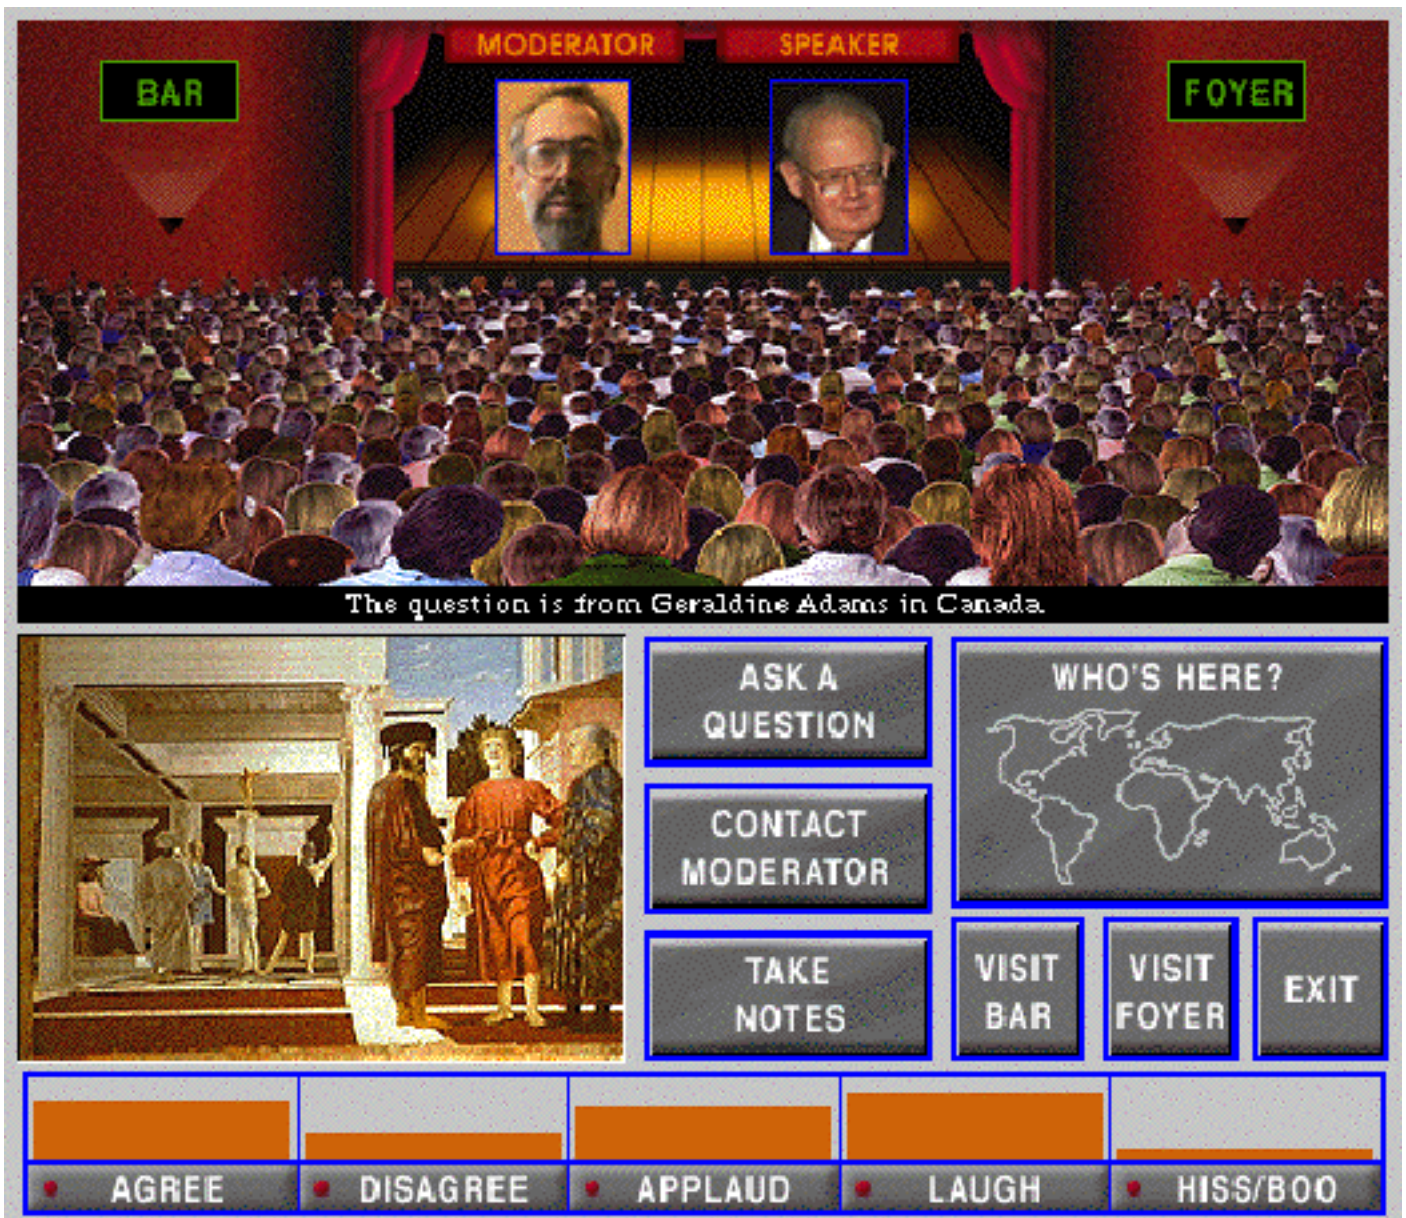 MODERATOR
SPEAKER
BAR
FOYER
The question is from Geraldine Adams in Canada.
ASK A
QUESTION
WHO'S HERE?
CONTACT
MODERATOR
TAKE
NOTES
VISIT
BAR
VISIT
FOYER
EXIT
AGREE
DISAGREE
APPLAUD
LAUGH
HISS/BOO